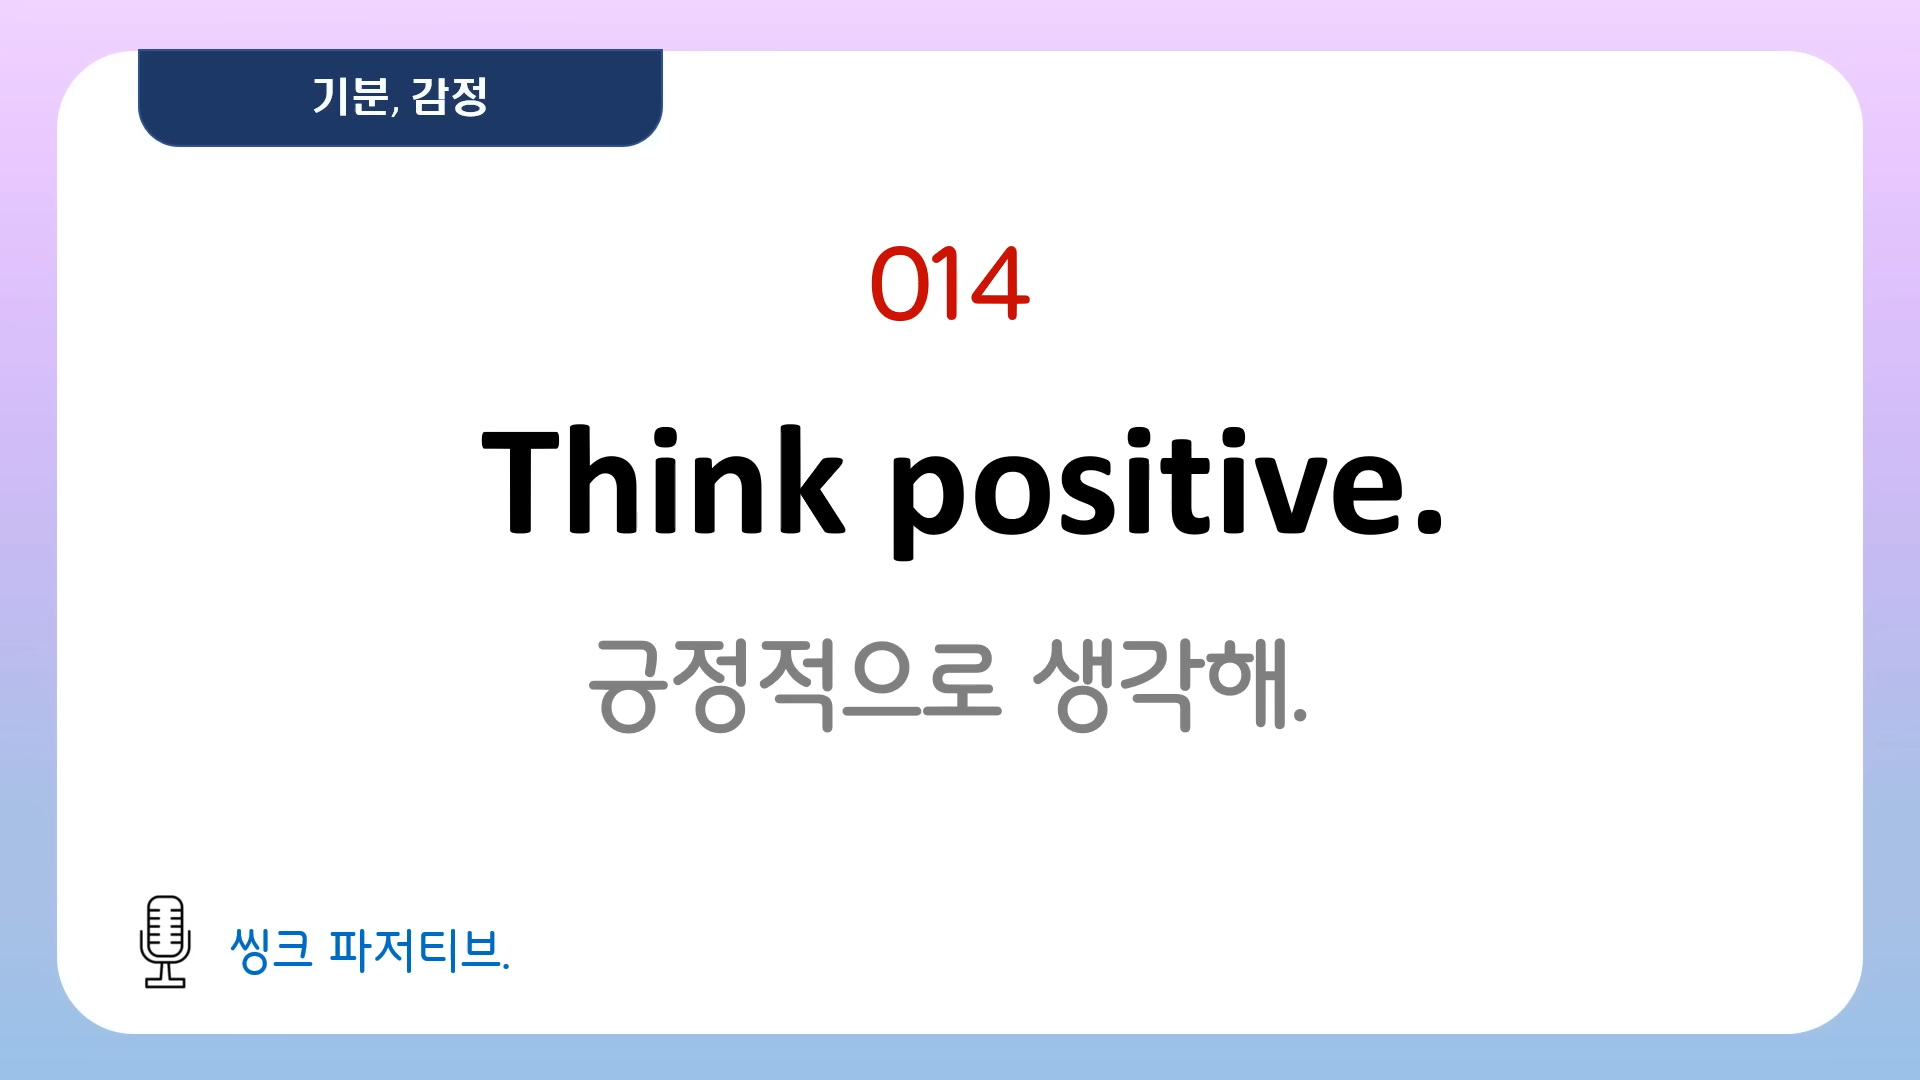 기분, 감정
014
Think positive.
긍정적으로 생각해.
씽크 파저티브.